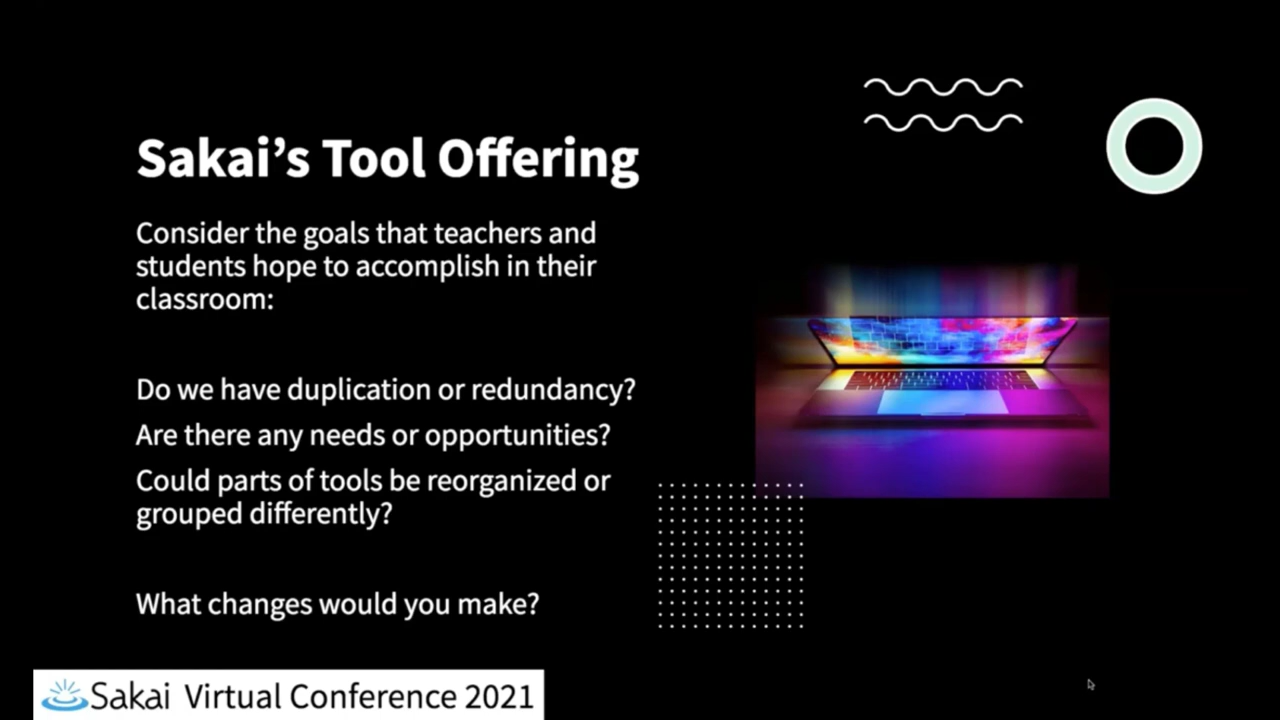 Sakai’s Tool Offering
Consider the goals that teachers and
students hope to accomplish in their
classroom:
Do we have duplication or redundancy?
Are there any needs or opportunities?
Could parts of tools be reorganized or
grouped differently?
What changes would you make?
Sakai Virtual Conference 2021